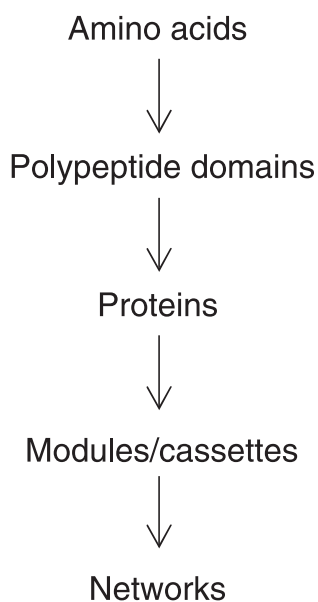 Amino acids
Polypeptide domains
Proteins
Modules/cassettes
Networks